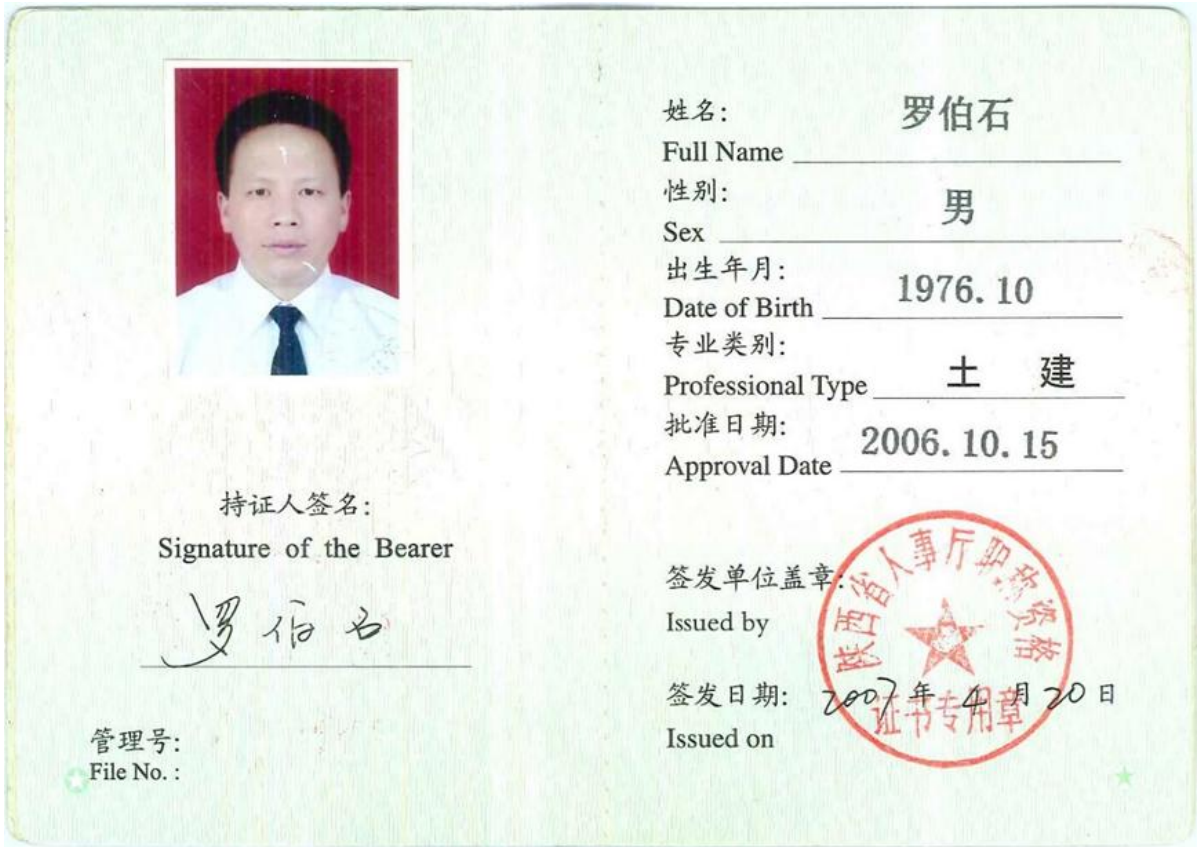 持证人签名:
Signature of the Bearer
罗伯石
管理号:
File No. :
姓名: 罗伯石
Full Name
性别: 男
Sex
出生年月: 1976.10
Date of Birth
专业类别: 土 建
Professional Type
批准日期: 2006.10.15
Approval Date
签发单位盖章:
Issued by
陕西省人事厅职称资格
证书专用章
签发日期: 2007年4月20日
Issued on